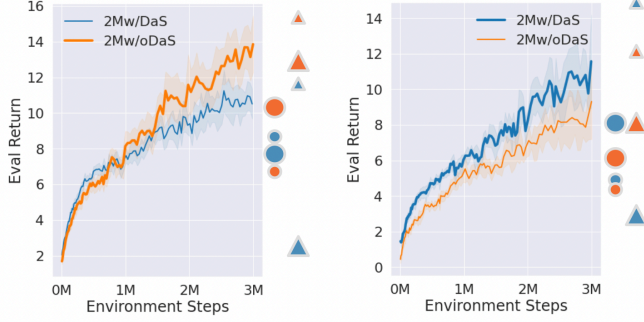 16
14
12
10
8
6
4
2
Eval Return
2Mw/DaS
2Mw/oDaS
0M 1M 2M 3M
Environment Steps
14
12
10
8
6
4
2
0
Eval Return
2Mw/DaS
2Mw/oDaS
0M 1M 2M 3M
Environment Steps